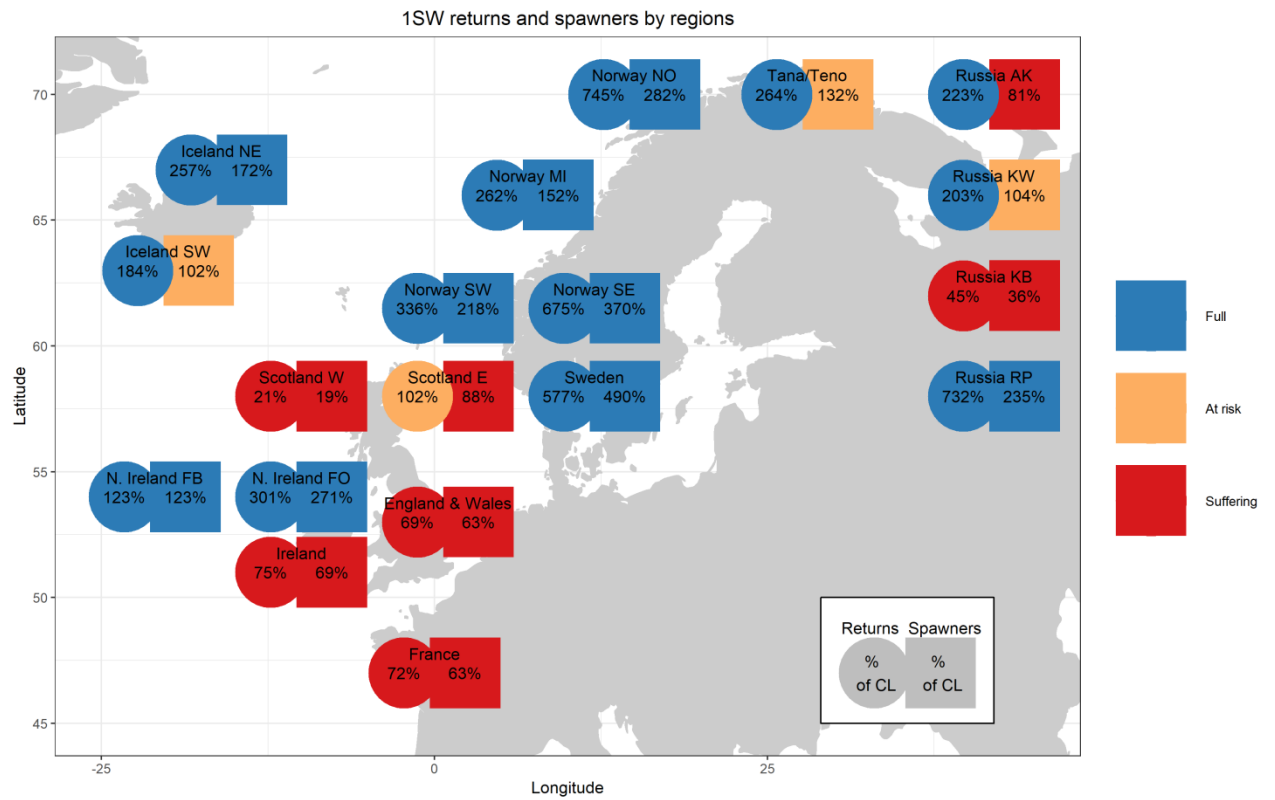 1SW returns and spawners by regions
Norway NO
745% 282%
Tana/Teno
264% 132%
Russia AK
223% 81%
Iceland NE
257% 172%
Norway MI
262% 152%
Russia KW
203% 104%
Iceland SW
184% 102%
Norway SW
336% 218%
Norway SE
675% 370%
Russia KB
45% 36%
Scotland W
21% 19%
Scotland E
102% 88%
Sweden
577% 490%
Russia RP
732% 235%
N. Ireland FB
123% 123%
N. Ireland FO
301% 271%
England & Wales
69% 63%
Ireland
75% 69%
France
72% 63%
Returns Spawners
% %
of CL of CL
Full
At risk
Suffering
70
65
60
55
50
45
Latitude
-25 0 25
Longitude